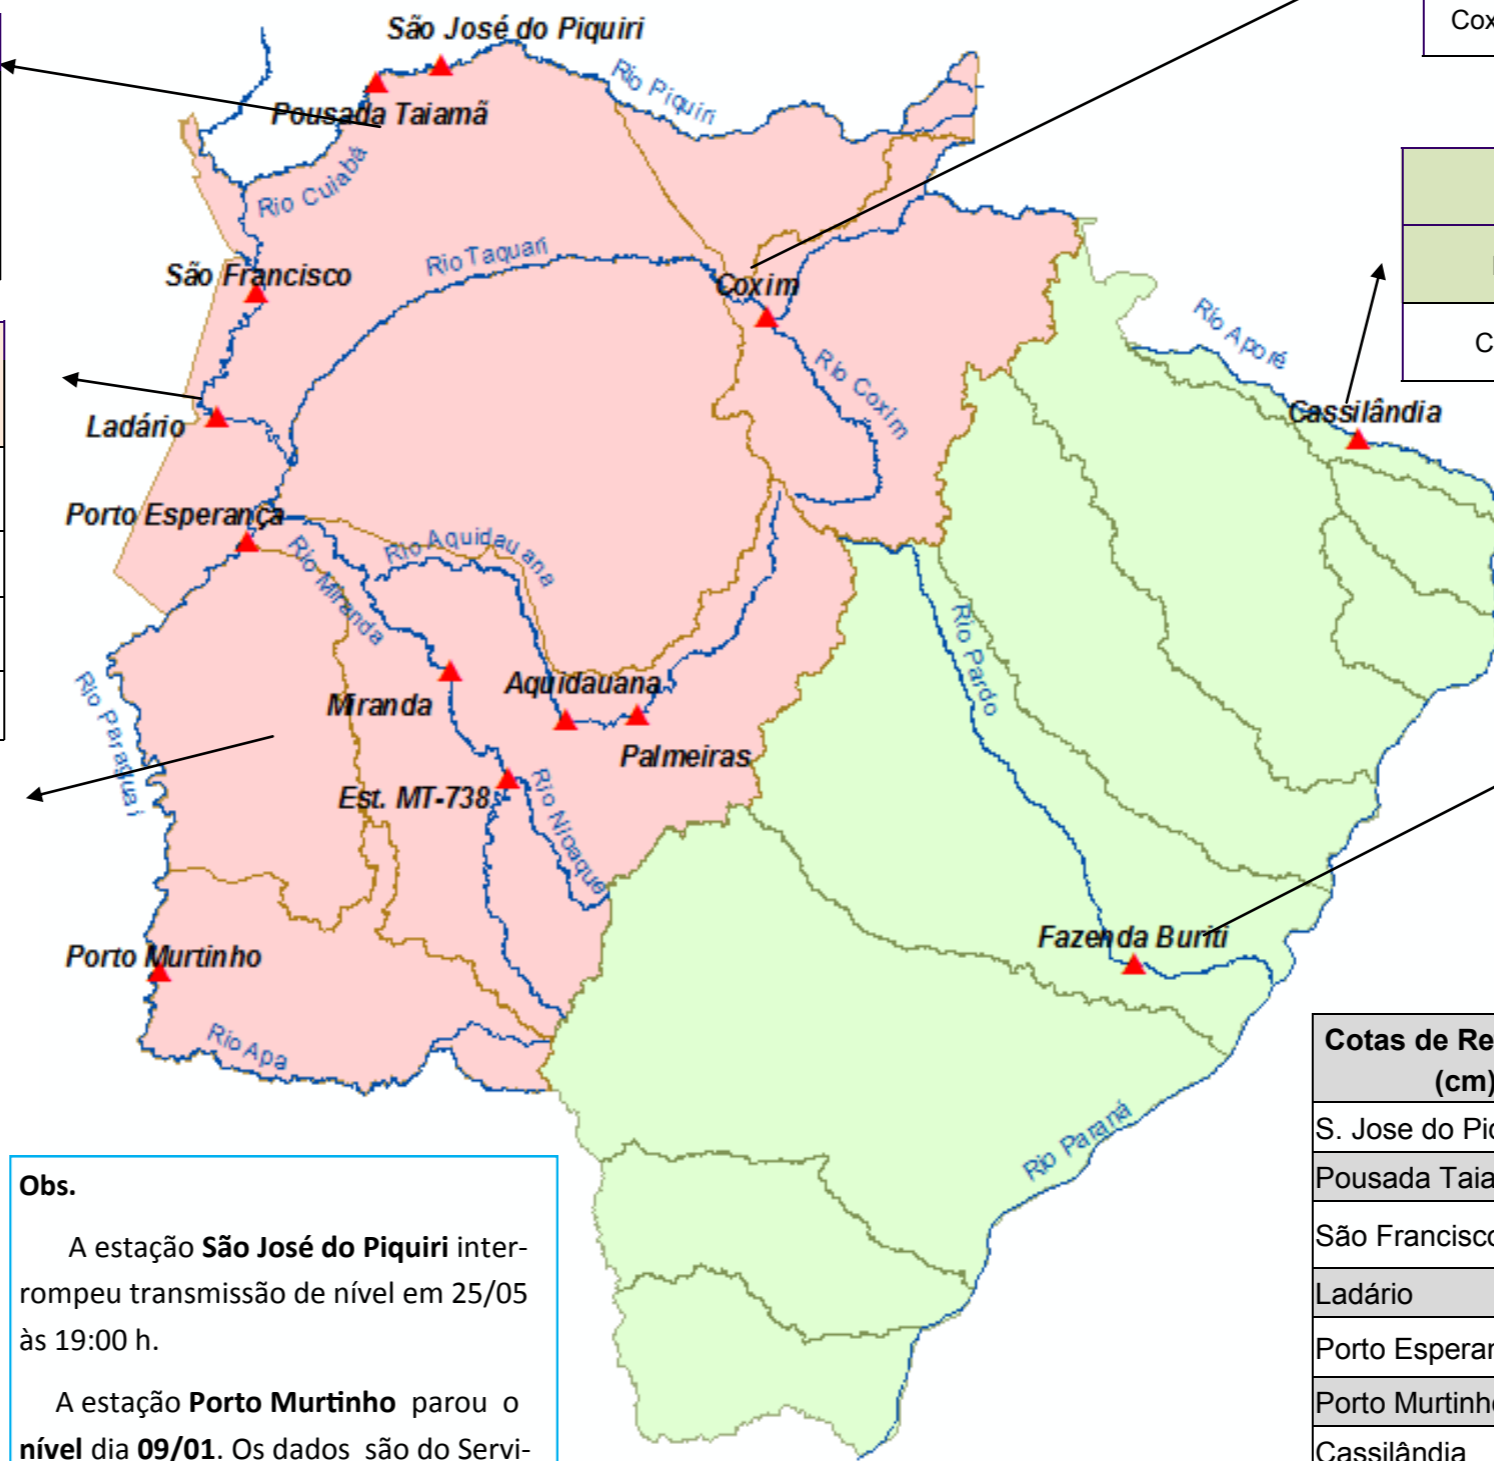 São José do Piquiri
Cox
Rio Piquiri
Pousada Taiamã
Rio Cuiabá
Rio Taquari
São Francisco
Coxim
Rio Aporé
C
Rio Coxim
Cassilândia
Ladário
Porto Esperança
Rio Aquidauana
Rio Miranda
Rio Pardo
Aquidauana
Rio Paraguai
Miranda
Palmeiras
Est. MT-738
Rio Nioaque
Fazenda Buriti
Porto Murtinho
Rio Apa
Rio Paraná
Cotas de Re
(cm)
S. Jose do Pi
Pousada Taia
São Francisco
Ladário
Porto Esperan
Porto Murtinho
Cassilândia
Obs.
A estação São José do Piquiri inter-
rompeu transmissão de nível em 25/05
às 19:00 h.
A estação Porto Murtinho parou o
nível dia 09/01. Os dados são do Servi-